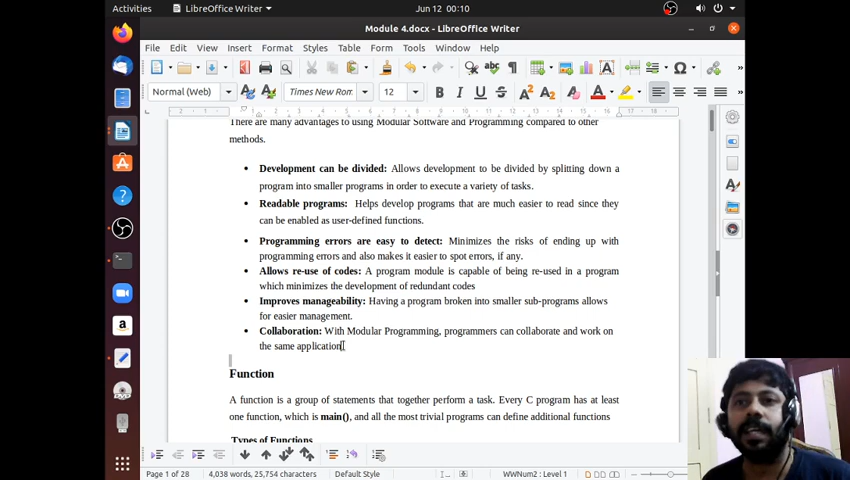 Activities
LibreOffice Writer
Jun 12 00:10
Module 4.docx - LibreOffice Writer
File Edit View Insert Format Styles Table Form Tools Window Help
Normal (Web)
Times New Rom
12
There are many advantages to using Modular Software and Programming compared to other
methods.
• Development can be divided: Allows development to be divided by splitting down a
program into smaller programs in order to execute a variety of tasks.
• Readable programs: Helps develop programs that are much easier to read since they
can be enabled as user-defined functions.
• Programming errors are easy to detect: Minimizes the risks of ending up with
programming errors and also makes it easier to spot errors, if any.
• Allows re-use of codes: A program module is capable of being re-used in a program
which minimizes the development of redundant codes
• Improves manageability: Having a program broken into smaller sub-programs allows
for easier management.
• Collaboration: With Modular Programming, programmers can collaborate and work on
the same application
Function
A function is a group of statements that together perform a task. Every C program has at least
one function, which is main(), and all the most trivial programs can define additional functions
Types of Functions
Page 1 of 28
4,038 words, 25,754 characters
Default Style
WWNum2 : Level 1